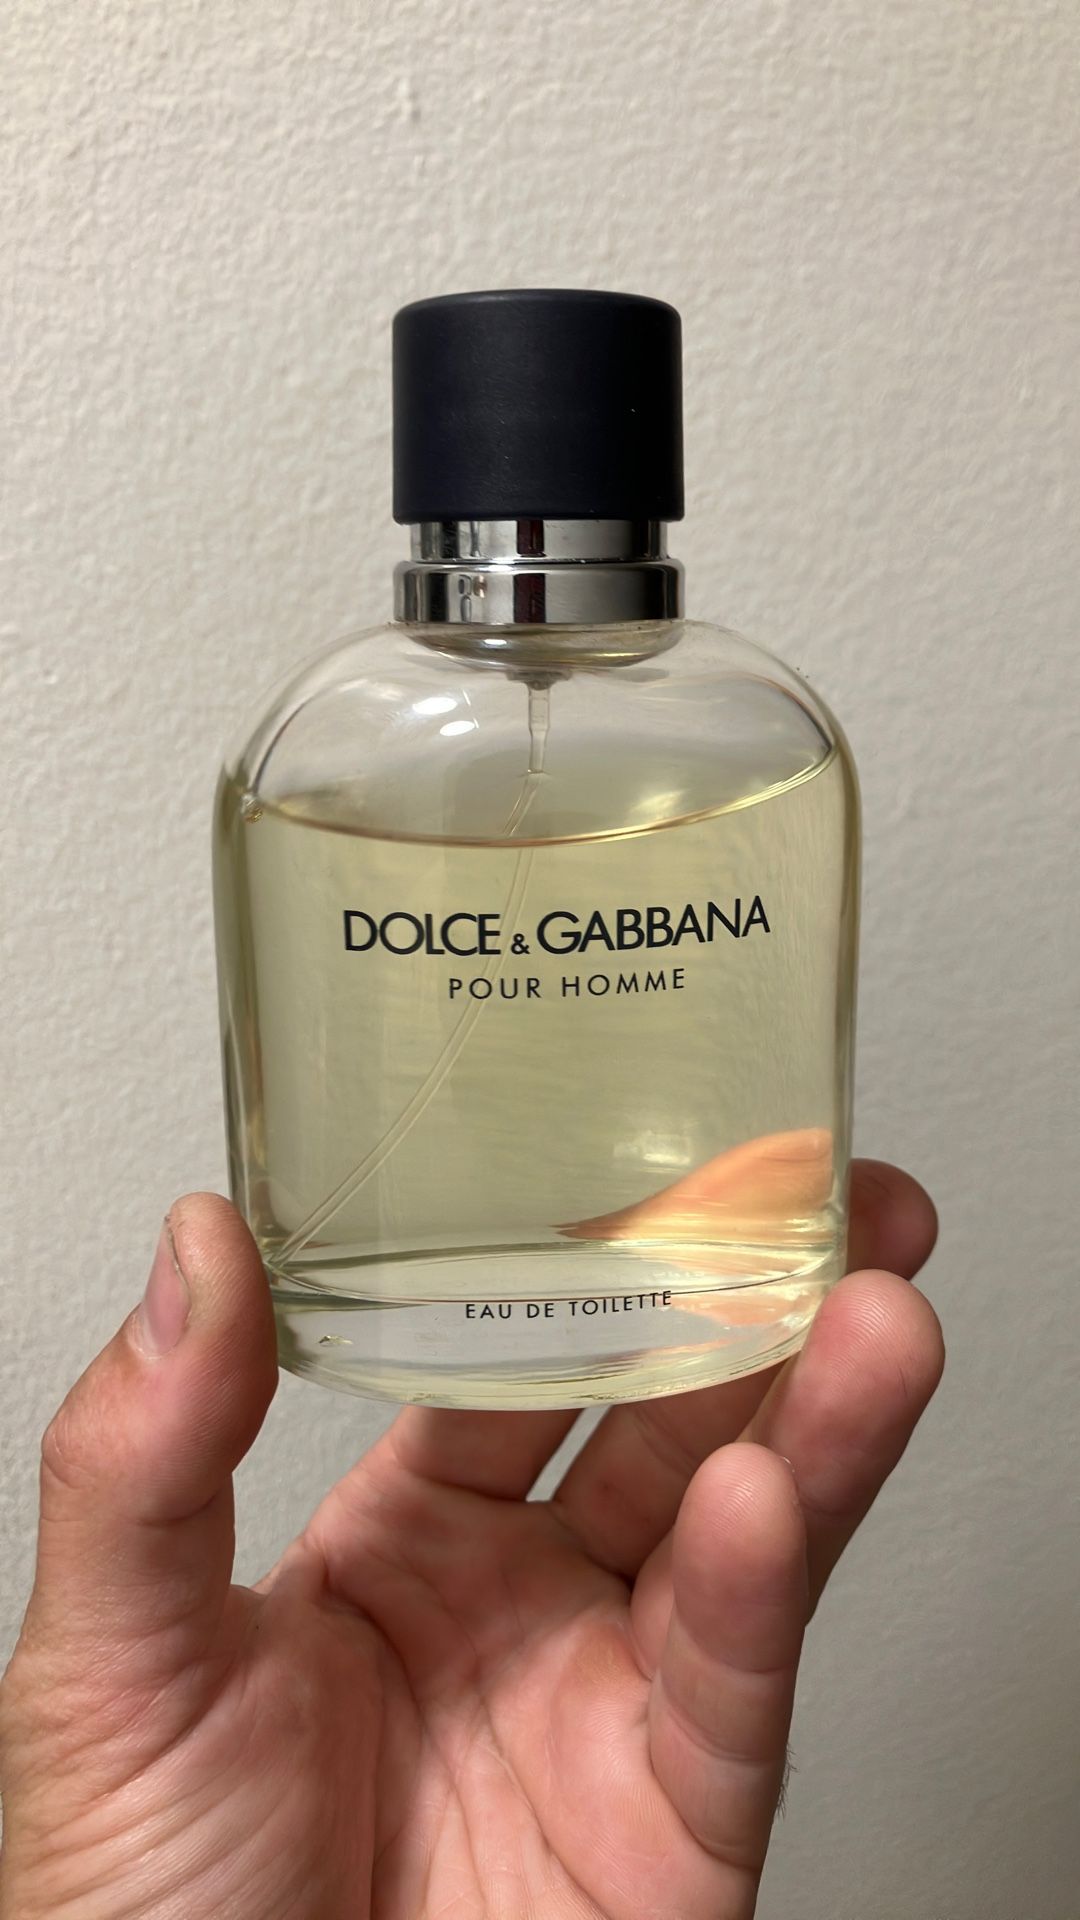 DOLCE & GABBANA
POUR HOMME
EAU DE TOILETTE